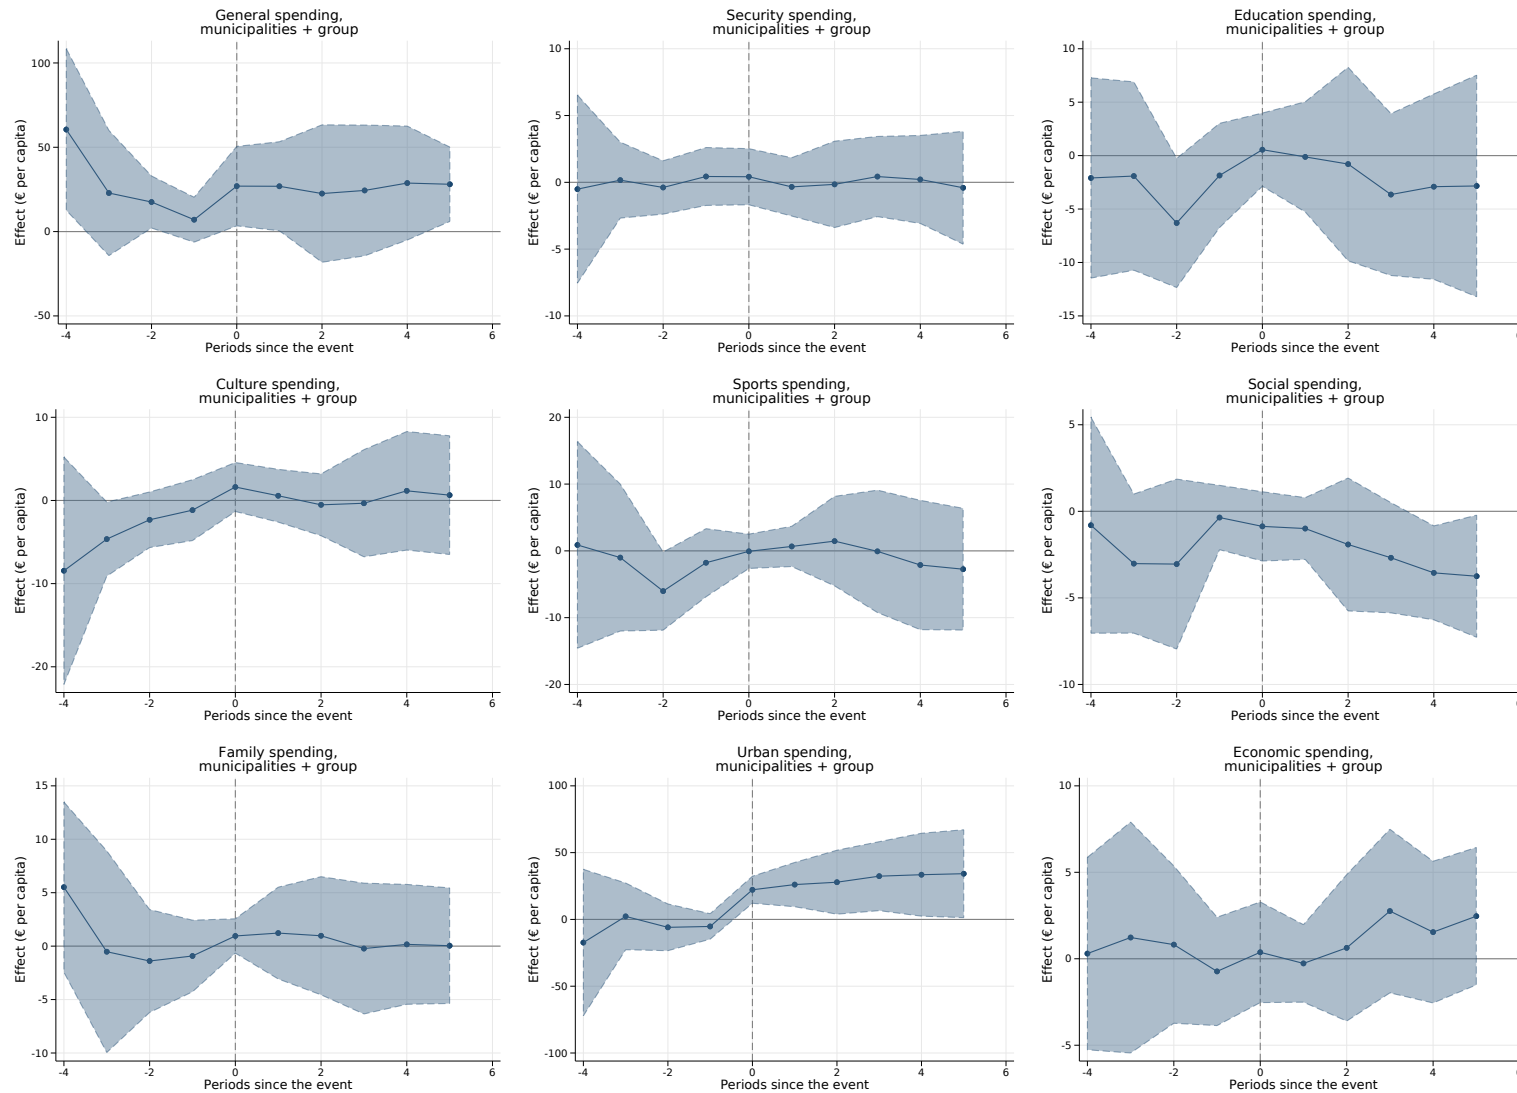 General spending,
municipalities + group
100
50
0
-50
-4
-2
0
2
4
6
Effect (€ per capita)
Periods since the event
Security spending,
municipalities + group
10
5
0
-5
-10
-4
-2
0
2
4
6
Effect (€ per capita)
Periods since the event
Education spending,
municipalities + group
10
5
0
-5
-10
-15
-4
-2
0
2
4
Effect (€ per capita)
Periods since the event
Culture spending,
municipalities + group
10
0
-10
-20
-4
-2
0
2
4
6
Effect (€ per capita)
Periods since the event
Sports spending,
municipalities + group
20
10
0
-10
-20
-4
-2
0
2
4
6
Effect (€ per capita)
Periods since the event
Social spending,
municipalities + group
5
0
-5
-10
-4
-2
0
2
4
Effect (€ per capita)
Periods since the event
Family spending,
municipalities + group
15
10
5
0
-5
-10
-4
-2
0
2
4
6
Effect (€ per capita)
Periods since the event
Urban spending,
municipalities + group
100
50
0
-50
-100
-4
-2
0
2
4
6
Effect (€ per capita)
Periods since the event
Economic spending,
municipalities + group
10
5
0
-5
-4
-2
0
2
4
Effect (€ per capita)
Periods since the event